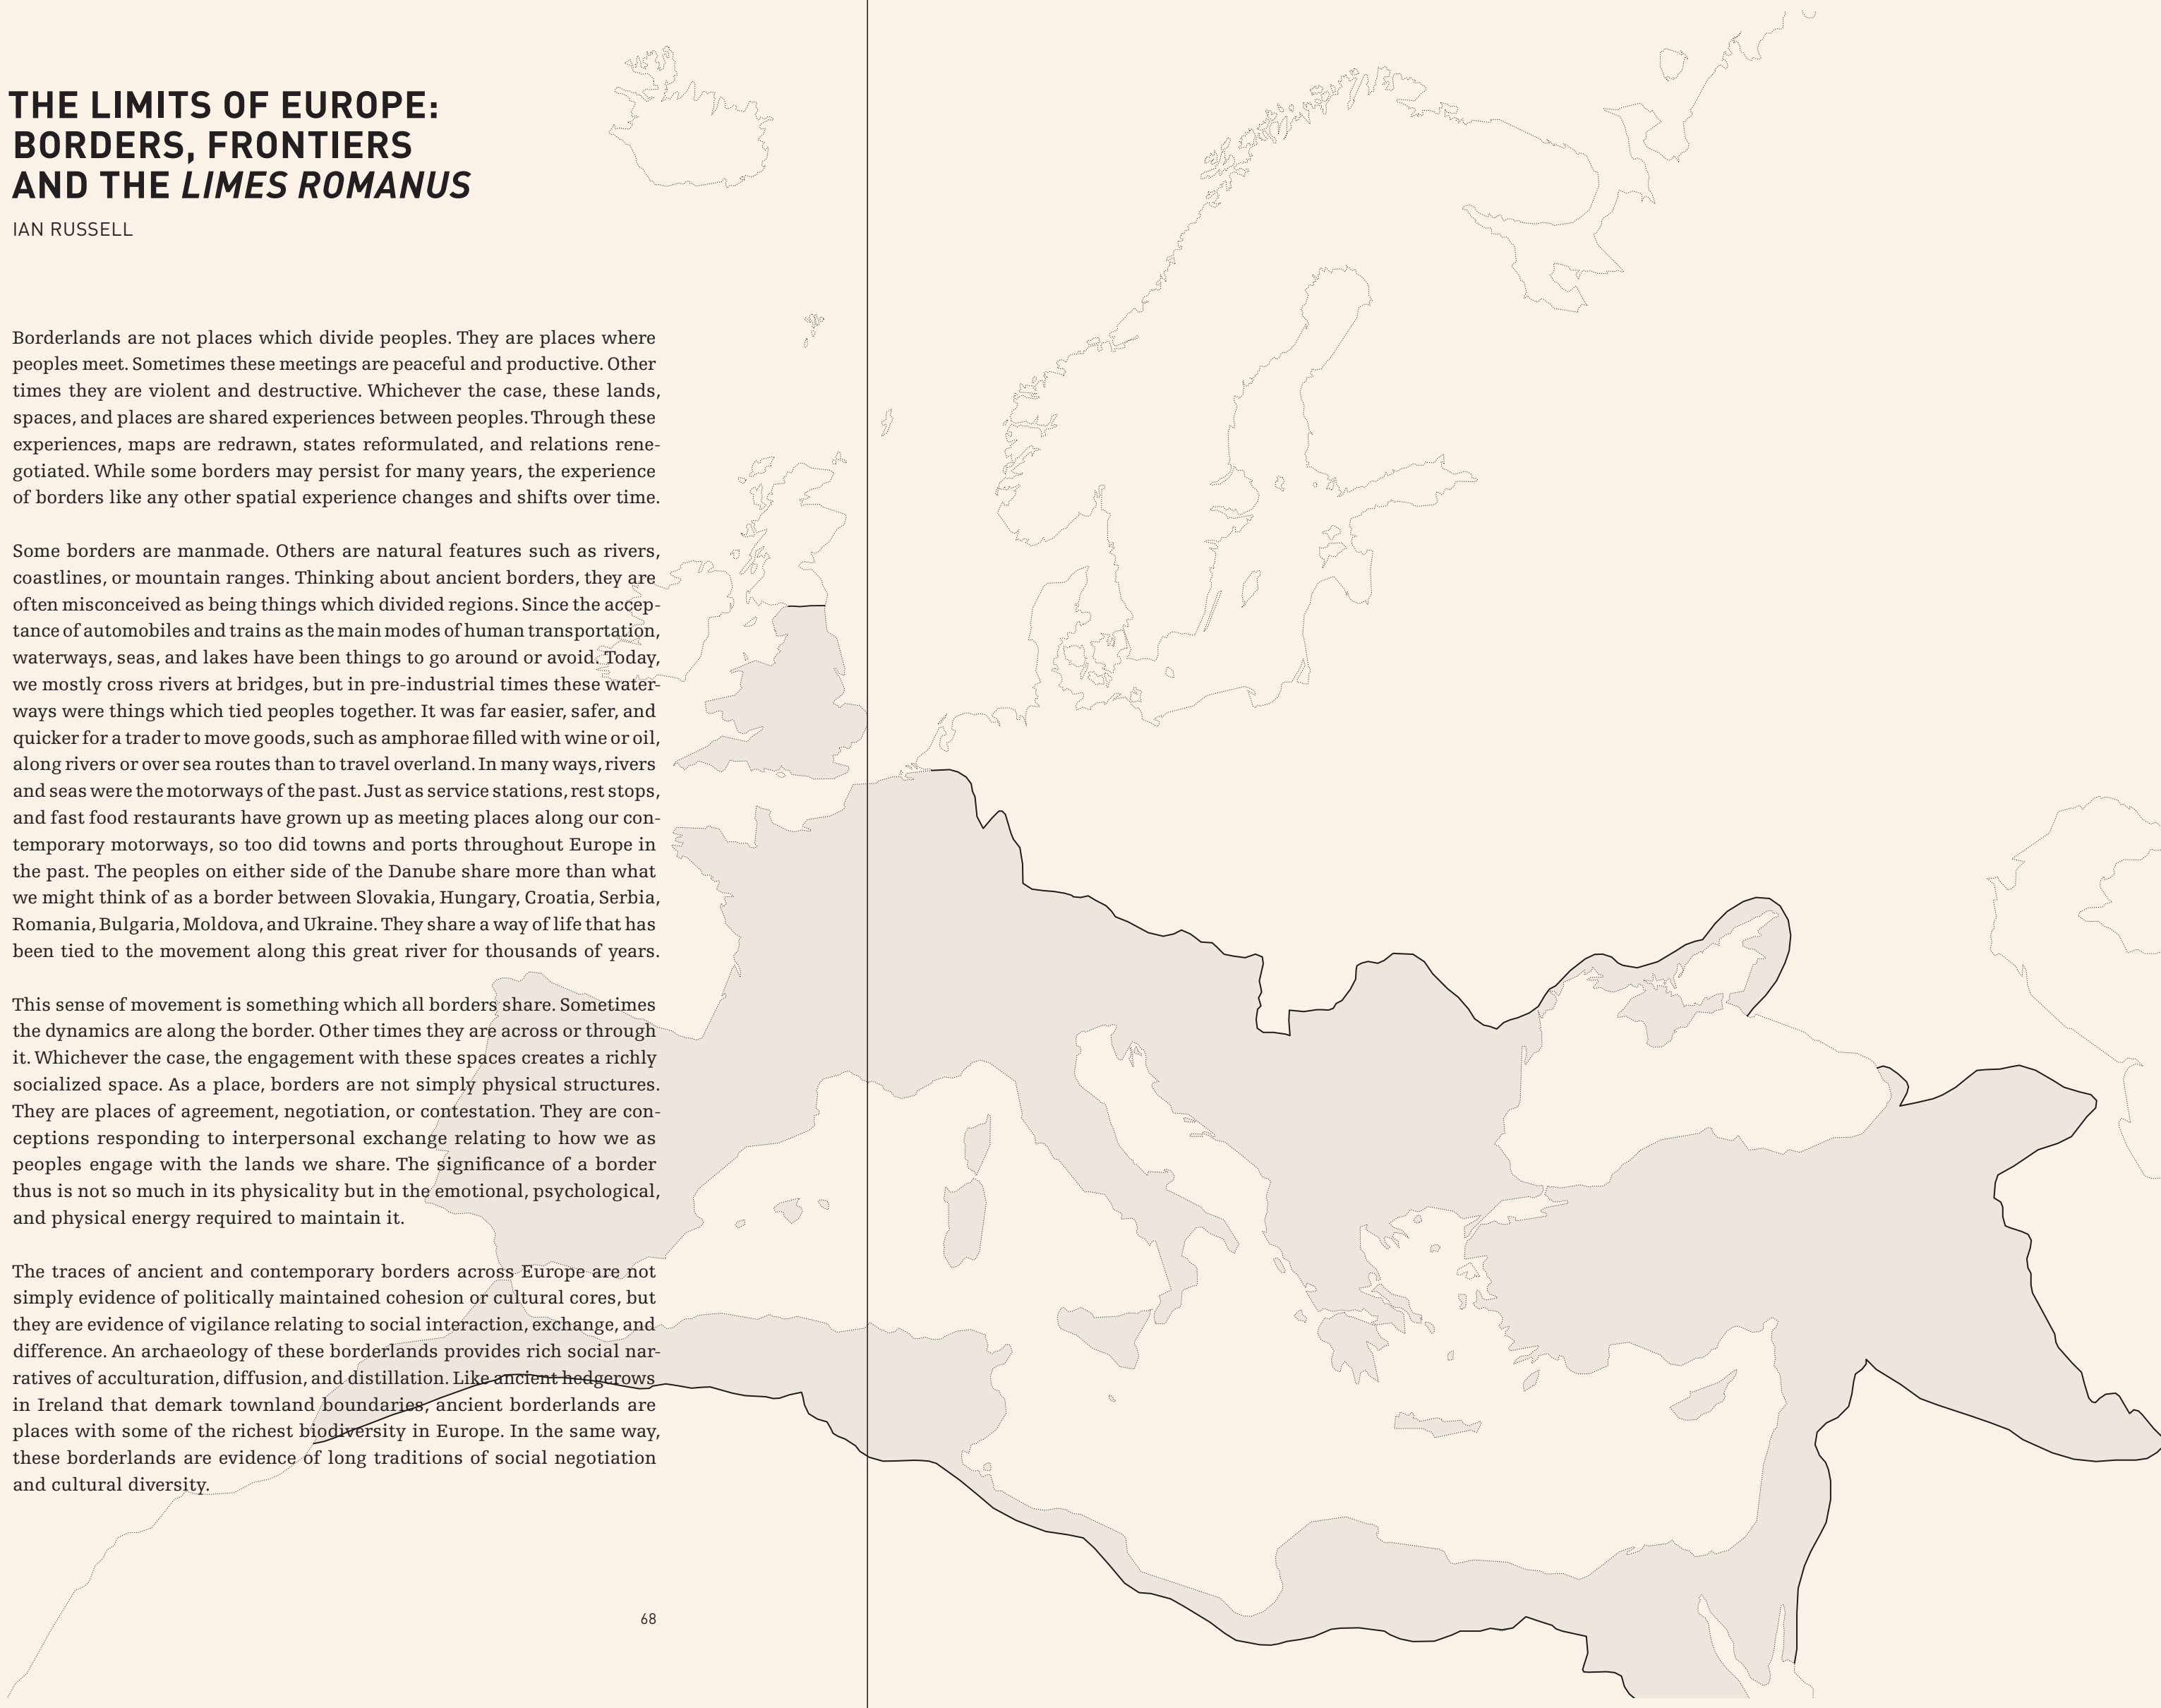 THE LIMITS OF EUROPE:
BORDERS, FRONTIERS
AND THE LIMES ROMANUS
IAN RUSSELL
Borderlands are not places which divide peoples. They are places where
peoples meet. Sometimes these meetings are peaceful and productive. Other
times they are violent and destructive. Whichever the case, these lands,
spaces, and places are shared experiences between peoples. Through these
experiences, maps are redrawn, states reformulated, and relations rene-
gotiated. While some borders may persist for many years, the experience
of borders like any other spatial experience changes and shifts over time.
Some borders are manmade. Others are natural features such as rivers,
coastlines, or mountain ranges. Thinking about ancient borders, they are
often misconceived as being things which divided regions. Since the accep-
tance of automobiles and trains as the main modes of human transportation,
waterways, seas, and lakes have been things to go around or avoid. Today,
we mostly cross rivers at bridges, but in pre-industrial times these water-
ways were things which tied peoples together. It was far easier, safer, and
quicker for a trader to move goods, such as amphorae filled with wine or oil,
along rivers or over sea routes than to travel overland. In many ways, rivers
and seas were the motorways of the past. Just as service stations, rest stops,
and fast food restaurants have grown up as meeting places along our con-
temporary motorways, so too did towns and ports throughout Europe in
the past. The peoples on either side of the Danube share more than what
we might think of as a border between Slovakia, Hungary, Croatia, Serbia,
Romania, Bulgaria, Moldova, and Ukraine. They share a way of life that has
been tied to the movement along this great river for thousands of years.
This sense of movement is something which all borders share. Sometimes
the dynamics are along the border. Other times they are across or through
it. Whichever the case, the engagement with these spaces creates a richly
socialized space. As a place, borders are not simply physical structures.
They are places of agreement, negotiation, or contestation. They are con-
ceptions responding to interpersonal exchange relating to how we as
peoples engage with the lands we share. The significance of a border
thus is not so much in its physicality but in the emotional, psychological,
and physical energy required to maintain it.
The traces of ancient and contemporary borders across Europe are not
simply evidence of politically maintained cohesion or cultural cores, but
they are evidence of vigilance relating to social interaction, exchange, and
difference. An archaeology of these borderlands provides rich social nar-
ratives of acculturation, diffusion, and distillation. Like ancient hedgerows
in Ireland that demark townland boundaries, ancient borderlands are
places with some of the richest biodiversity in Europe. In the same way,
these borderlands are evidence of long traditions of social negotiation
and cultural diversity.
68